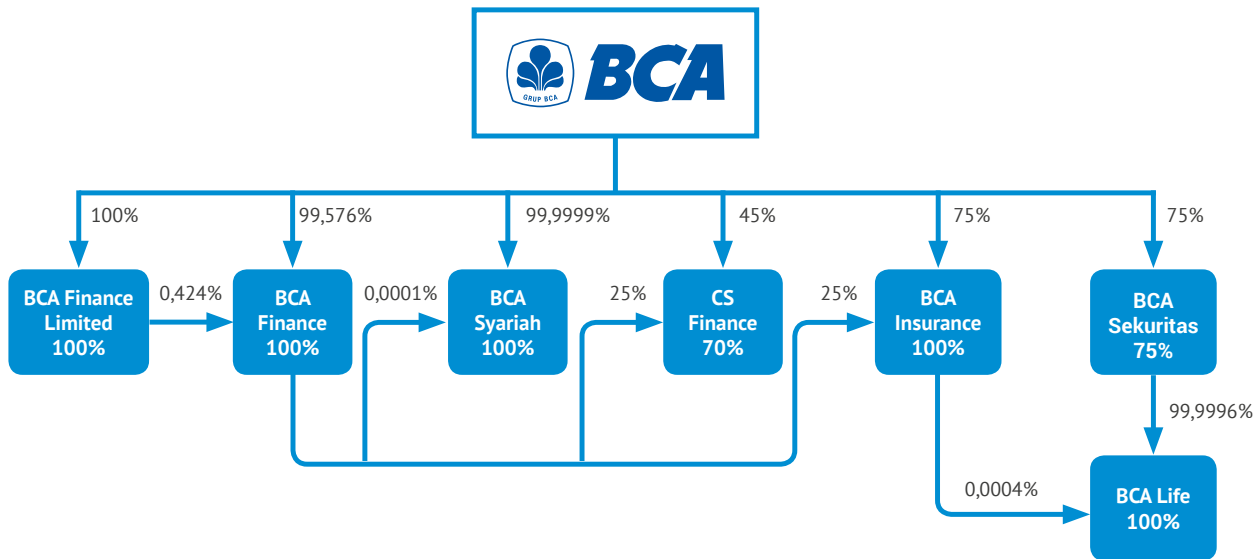 GRUP BCA
BCA
100%
99,576%
99,9999%
45%
75%
75%
BCA Finance
Limited
100%
0,424%
BCA
Finance
100%
0,0001%
BCA
Syariah
100%
25%
CS
Finance
70%
25%
BCA
Insurance
100%
BCA
Sekuritas
75%
99,9996%
0,0004%
BCA Life
100%